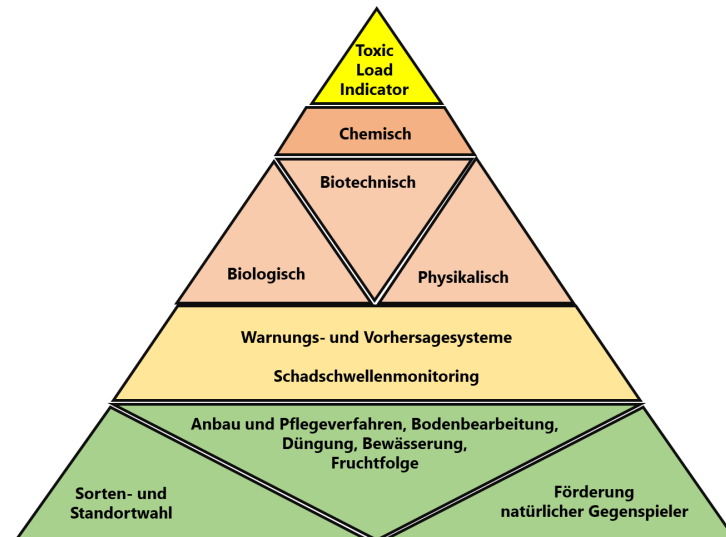 Toxic
Load
Indicator
Chemisch
Biotechnisch
Biologisch
Physikalisch
Warnungs- und Vorhersagesysteme
Schadschwellenmonitoring
Anbau und Pflegeverfahren, Bodenbearbeitung,
Düngung, Bewässerung,
Fruchtfolge
Sorten- und
Standortwahl
Förderung
natürlicher Gegenspieler